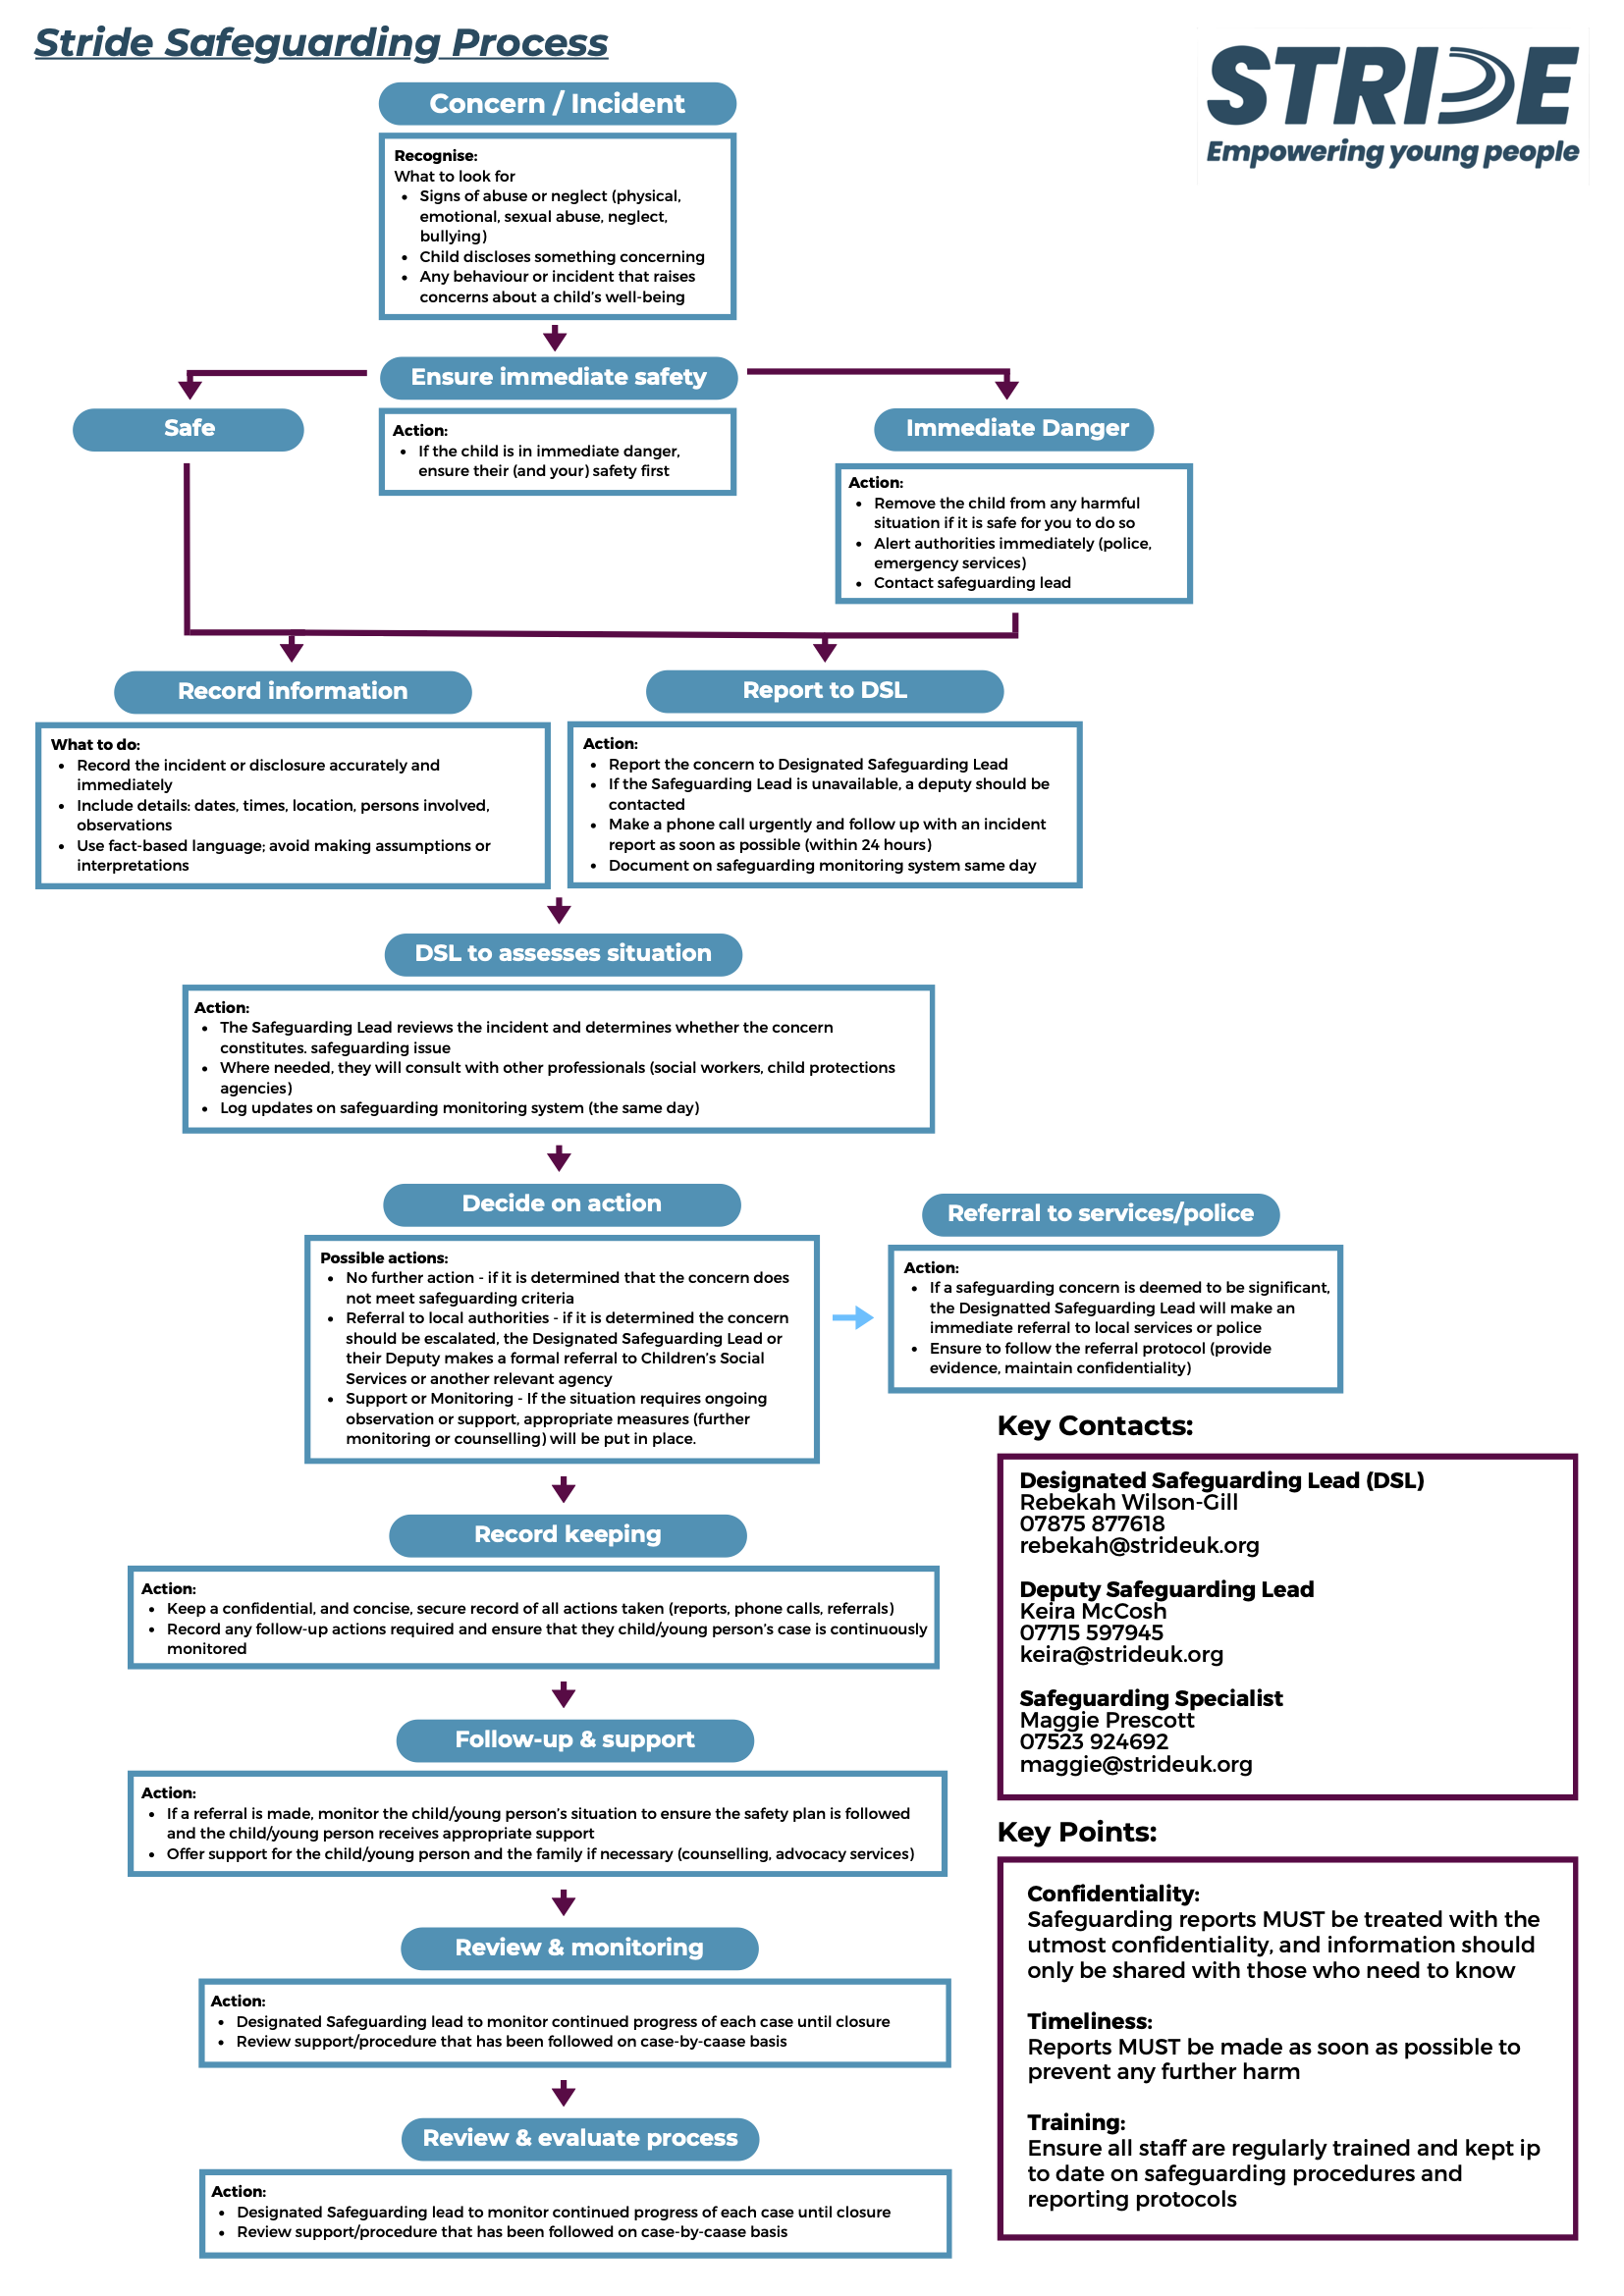 Stride Safeguarding Process
STRIDE
Empowering young people
Concern / Incident
Recognise:
What to look for
• Signs of abuse or neglect (physical,
emotional, sexual abuse, neglect,
bullying)
• Child discloses something concerning
• Any behaviour or incident that raises
concerns about a child's well-being
Ensure immediate safety
Action:
• If the child is in immediate danger,
ensure their (and your) safety first
Safe
Immediate Danger
Action:
• Remove the child from any harmful
situation if it is safe for you to do so
• Alert authorities immediately (police,
emergency services)
• Contact safeguarding lead
Record information
What to do:
• Record the incident or disclosure accurately and
immediately
• Include details: dates, times, location, persons involved,
observations
• Use fact-based language; avoid making assumptions or
interpretations
Report to DSL
Action:
• Report the concern to Designated Safeguarding Lead
• If the Safeguarding Lead is unavailable, a deputy should be
contacted
• Make a phone call urgently and follow up with an incident
report as soon as possible (within 24 hours)
• Document on safeguarding monitoring system same day
DSL to assesses situation
Action:
• The Safeguarding Lead reviews the incident and determines whether the concern
constitutes. safeguarding issue
• Where needed, they will consult with other professionals (social workers, child protections
agencies)
• Log updates on safeguarding monitoring system (the same day)
Decide on action
Possible actions:
• No further action - if it is determined that the concern does
not meet safeguarding criteria
• Referral to local authorities - if it is determined the concern
should be escalated, the Designated Safeguarding Lead or
their Deputy makes a formal referral to Children's Social
Services or another relevant agency
• Support or Monitoring - If the situation requires ongoing
observation or support, appropriate measures (further
monitoring or counselling) will be put in place.
Referral to services/police
Action:
• If a safeguarding concern is deemed to be significant,
the Designatted Safeguarding Lead will make an
immediate referral to local services or police
• Ensure to follow the referral protocol (provide
evidence, maintain confidentiality)
Record keeping
Action:
• Keep a confidential, and concise, secure record of all actions taken (reports, phone calls, referrals)
• Record any follow-up actions required and ensure that they child/young person's case is continuously
monitored
Follow-up & support
Action:
• If a referral is made, monitor the child/young person's situation to ensure the safety plan is followed
and the child/young person receives appropriate support
• Offer support for the child/young person and the family if necessary (counselling, advocacy services)
Review & monitoring
Action:
• Designated Safeguarding lead to monitor continued progress of each case until closure
• Review support/procedure that has been followed on case-by-caase basis
Review & evaluate process
Action:
• Designated Safeguarding lead to monitor continued progress of each case until closure
• Review support/procedure that has been followed on case-by-caase basis
Key Contacts:
Designated Safeguarding Lead (DSL)
Rebekah Wilson-Gill
07875 877618
rebekah@strideuk.org
Deputy Safeguarding Lead
Keira McCosh
07715 597945
keira@strideuk.org
Safeguarding Specialist
Maggie Prescott
07523 924692
maggie@strideuk.org
Key Points:
Confidentiality:
Safeguarding reports MUST be treated with the
utmost confidentiality, and information should
only be shared with those who need to know
Timeliness:
Reports MUST be made as soon as possible to
prevent any further harm
Training:
Ensure all staff are regularly trained and kept ip
to date on safeguarding procedures and
reporting protocols